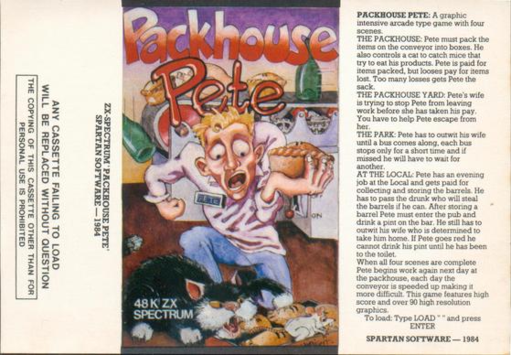 ANY CASSETTE FAILING TO LOAD
WILL BE REPLACED WITHOUT QUESTION
THE COPYING OF THIS CASSETTE OTHER THAN FOR
PERSONAL USE IS PROHIBITED
ZX-SPECTRUM 'PACKHOUSE PETE'
SPARTAN SOFTWARE — 1984
Packhouse
Pete
PETE
ON
48K ZX
SPECTRUM
PACKHOUSE PETE: A graphic
intensive arcade type game with four
scenes.
THE PACKHOUSE: Pete must pack the
items on the conveyor into boxes. He
also controls a cat to catch mice that
try to eat his products. Pete is paid for
items packed, but looses pay for items
lost. Too many losses gets Pete the
sack.
THE PACKHOUSE YARD: Pete's wife
is trying to stop Pete from leaving
work before she has taken his pay.
You have to help Pete escape from
her.
THE PARK: Pete has to outwit his wife
until a bus comes along, each bus
stops only for a short time and if
missed he will have to wait for
another.
AT THE LOCAL: Pete has an evening
job at the Local and gets paid for
collecting and storing the barrels. He
has to pass the drunk who will steal
the barrels if he can. After storing a
barrel Pete must enter the pub and
drink a pint on the bar. He still has to
outwit his wife who is determined to
take him home. If Pete goes red he
cannot drink his pint until he has been
to the toilet.
When all four scenes are complete
Pete begins work again next day at
the packhouse, each day the
conveyor is speeded up making it
more difficult. This game features high
score and over 90 high resolution
graphics.
To load: Type LOAD " " and press
ENTER
SPARTAN SOFTWARE — 1984